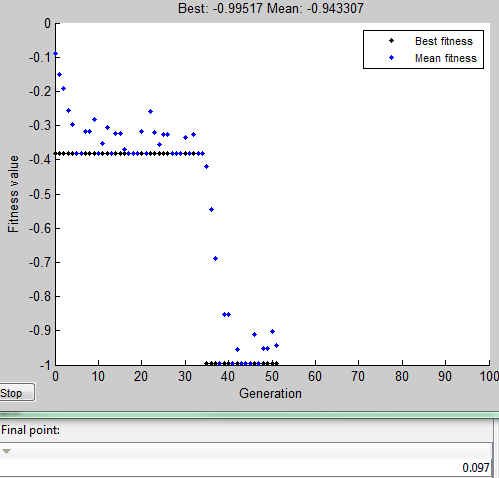 Best: -0.99517 Mean: -0.943307
0
-0.1
-0.2
-0.3
-0.4
-0.5
-0.6
-0.7
-0.8
-0.9
-1
Fitness value
Best fitness
Mean fitness
0 10 20 30 40 50 60 70 80 90 100
Generation
Stop
Final point:
0.097